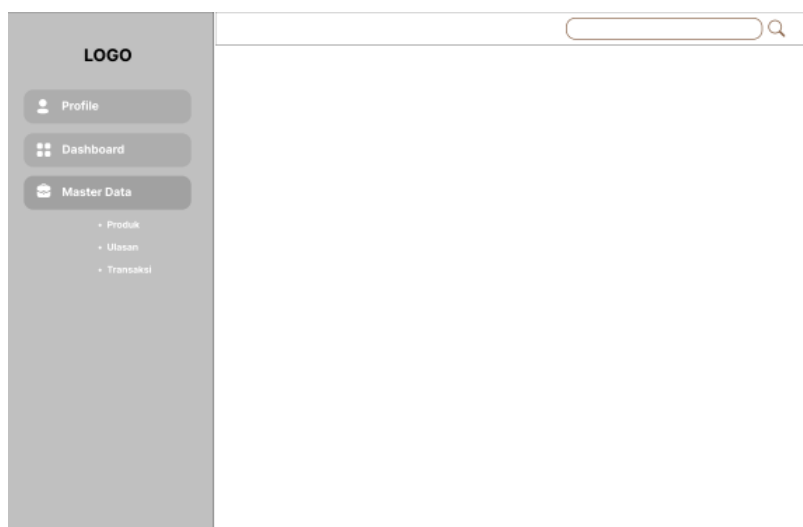 LOGO
Profile
Dashboard
Master Data
• Produk
• Ulasan
• Transaksi